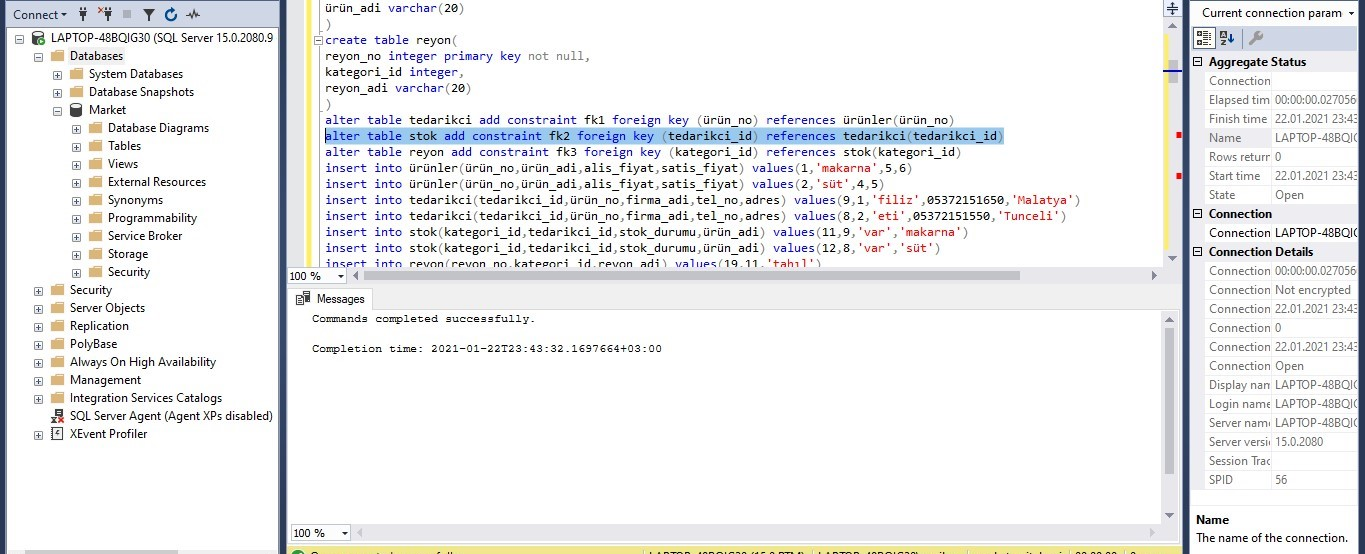 Connect
LAPTOP-48BQIG30 (SQL Server 15.0.2080.9
Databases
System Databases
Database Snapshots
Market
Database Diagrams
Tables
Views
External Resources
Synonyms
Programmability
Service Broker
Storage
Security
Security
Server Objects
Replication
PolyBase
Always On High Availability
Management
Integration Services Catalogs
SQL Server Agent (Agent XPs disabled)
XEvent Profiler
ürün_adi varchar(20)
)
create table reyon(
reyon_no integer primary key not null,
kategori_id integer,
reyon_adi varchar(20)
)
alter table tedarikci add constraint fk1 foreign key (ürün_no) references ürünler(ürün_no)
alter table stok add constraint fk2 foreign key (tedarikci_id) references tedarikci(tedarikci_id)
alter table reyon add constraint fk3 foreign key (kategori_id) references stok(kategori_id)
insert into ürünler(ürün_no,ürün_adi,alis_fiyat,satis_fiyat) values(1,'makarna',5,6)
insert into ürünler(ürün_no,ürün_adi,alis_fiyat,satis_fiyat) values(2,'süt',4,5)
insert into tedarikci(tedarikci_id,ürün_no,firma_adi,tel_no,adres) values(9,1,'filiz',05372151650,'Malatya')
insert into tedarikci(tedarikci_id,ürün_no,firma_adi,tel_no,adres) values(8,2,'eti',05372151550,'Tunceli')
insert into stok(kategori_id,tedarikci_id,stok_durumu,ürün_adi) values(11,9,'var','makarna')
insert into stok(kategori_id,tedarikci_id,stok_durumu,ürün_adi) values(12,8,'var','süt')
insert into reyon(reyon_no,kategori_id,reyon_adi) values(19,11,'tahıl')
100 %
Messages
Commands completed successfully.
Completion time: 2021-01-22T23:43:32.1697664+03:00
100 %
Current connection param
Aggregate Status
Connection
Elapsed tim 00:00:00.027056
Finish time 22.01.2021 23:43
Name LAPTOP-48BQIG
Rows return 0
Start time 22.01.2021 23:43
State Open
Connection
Connection LAPTOP-48BQIG
Connection Details
Connection 00:00:00.027056
Connection Not encrypted
Connection 22.01.2021 23:43
Connection 0
Connection 22.01.2021 23:43
Connection Open
Display nam LAPTOP-48BQIG
Login name LAPTOP-48BQIG
Server name LAPTOP-48BQIG
Server versi 15.0.2080
Session Trac
SPID 56
Name
The name of the connection.